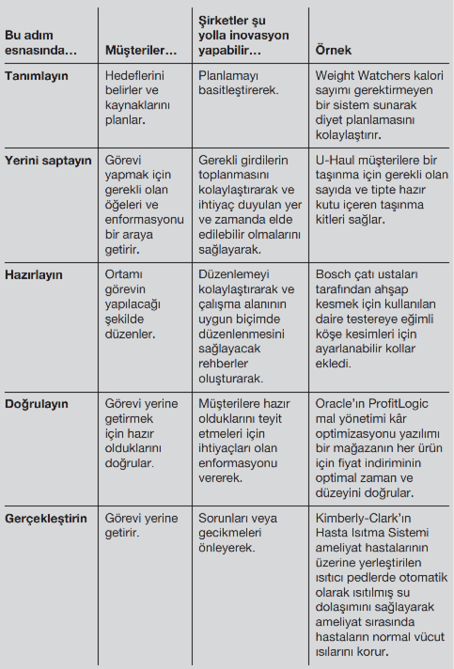 Bu adım
esnasında…
Müşteriler…
Şirketler şu
yolla inovasyon
yapabilir…
Örnek
Tanımlayın
Hedeflerini
belirler ve
kaynaklarını
planlar.
Planlamayı
basitleştirerek.
Weight Watchers kalori
sayımı gerektirmeyen
bir sistem sunarak
diyet planlamasını
kolaylaştırır.
Yerini saptayın
Görevi
yapmak için
gerekli olan
öğeleri ve
enformasyonu
bir araya
getirir.
Gerekli girdilerin
toplanmasını
kolaylaştırarak ve
ihtiyaç duyulan yer
ve zamanda elde
edilebilir olmalarını
sağlayarak.
U-Haul müşterilere bir
taşınma için gerekli olan
sayıda ve tipte hazır
kutu içeren taşınma
kitleri sağlar.
Hazırlayın
Ortamı
görevin
yapılacağı
şekilde
düzenler.
Düzenlemeyi
kolaylaştırarak ve
çalışma alanının
uygun biçimde
düzenlenmesini
sağlayacak
rehberler
oluşturarak.
Bosch çatı ustaları
tarafından ahşap
kesmek için kullanılan
daire testereye eğimli
köşe kesimleri için
ayarlanabilir kollar
ekledi.
Doğrulayın
Görevi yerine
getirmek
için hazır
olduklarını
doğrular.
Müşterilere hazır
olduklarını teyit
etmeleri için
ihtiyaçları olan
enformasyonu
vererek.
Oracle'ın ProfitLogic
mal yönetimi kâr
optimizasyonu yazılımı
bir mağazanın her ürün
için fiyat indiriminin
optimal zaman ve
düzeyini doğrular.
Gerçekleştirin
Görevi yerine
getirir.
Sorunları veya
gecikmeleri
önleyerek.
Kimberly-Clark'ın
Hasta Isıtma Sistemi
ameliyat hastalarının
üzerine yerleştirilen
ısıtıcı pedlerde otomatik
olarak ısıtılmış su
dolaşımını sağlayarak
ameliyat sırasında
hastaların normal vücut
ısılarını korur.